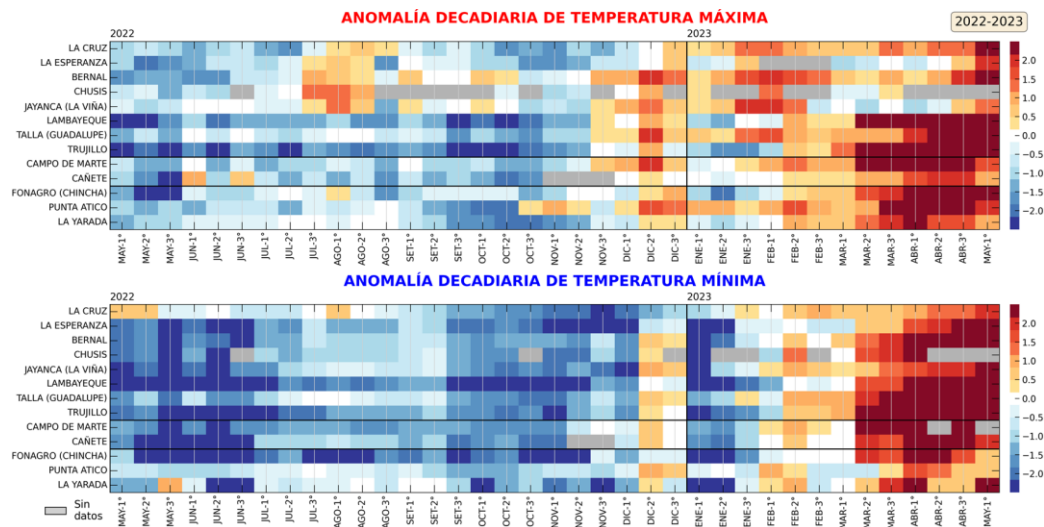 ANOMALÍA DECADIARIA DE TEMPERATURA MÁXIMA
2022-2023
2022
2023
LA CRUZ
LA ESPERANZA
BERNAL
CHUSIS
JAYANCA (LA VIÑA)
LAMBAYEQUE
TALLA (GUADALUPE)
TRUJILLO
CAMPO DE MARTE
CAÑETE
FONAGRO (CHINCHA)
PUNTA ATICO
LA YARADA
2.0
1.5
1.0
0.5
0.0
−0.5
−1.0
−1.5
−2.0
MAY-1°
MAY-2°
MAY-3°
JUN-1°
JUN-2°
JUN-3°
JUL-1°
JUL-2°
JUL-3°
AGO-1°
AGO-2°
AGO-3°
SET-1°
SET-2°
SET-3°
OCT-1°
OCT-2°
OCT-3°
NOV-1°
NOV-2°
NOV-3°
DIC-1°
DIC-2°
DIC-3°
ENE-1°
ENE-2°
ENE-3°
FEB-1°
FEB-2°
FEB-3°
MAR-1°
MAR-2°
MAR-3°
ABR-1°
ABR-2°
ABR-3°
MAY-1°
ANOMALÍA DECADIARIA DE TEMPERATURA MÍNIMA
2022
2023
LA CRUZ
LA ESPERANZA
BERNAL
CHUSIS
JAYANCA (LA VIÑA)
LAMBAYEQUE
TALLA (GUADALUPE)
TRUJILLO
CAMPO DE MARTE
CAÑETE
FONAGRO (CHINCHA)
PUNTA ATICO
LA YARADA
2.0
1.5
1.0
0.5
0.0
−0.5
−1.0
−1.5
−2.0
Sin
datos
MAY-1°
MAY-2°
MAY-3°
JUN-1°
JUN-2°
JUN-3°
JUL-1°
JUL-2°
JUL-3°
AGO-1°
AGO-2°
AGO-3°
SET-1°
SET-2°
SET-3°
OCT-1°
OCT-2°
OCT-3°
NOV-1°
NOV-2°
NOV-3°
DIC-1°
DIC-2°
DIC-3°
ENE-1°
ENE-2°
ENE-3°
FEB-1°
FEB-2°
FEB-3°
MAR-1°
MAR-2°
MAR-3°
ABR-1°
ABR-2°
ABR-3°
MAY-1°